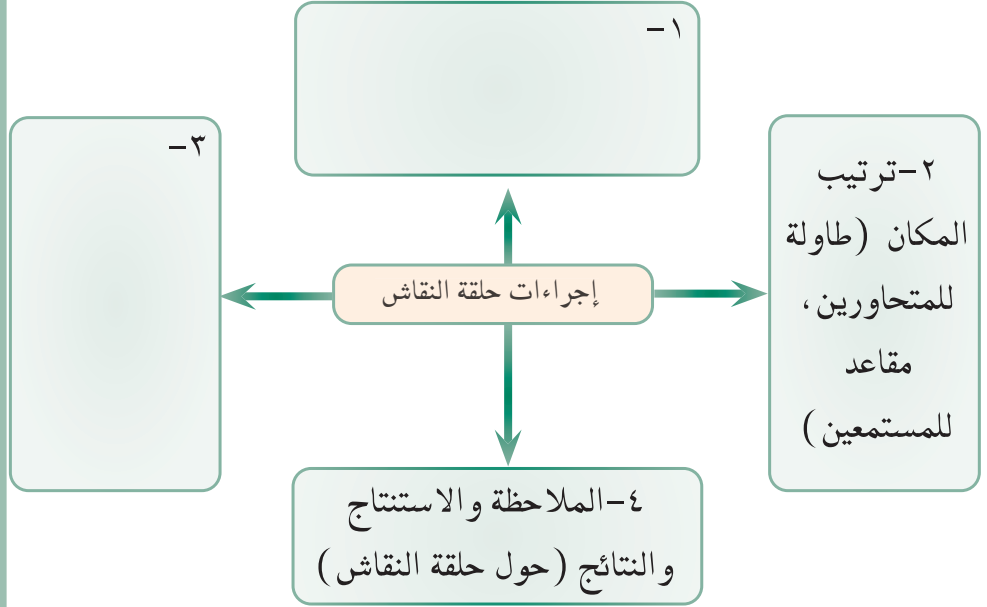 ١-
٢-ترتيب
المكان (طاولة
للمتحاورين،
مقاعد
للمستمعين)
٣-
إجراءات حلقة النقاش
٤-الملاحظة والاستنتاج
والنتائج (حول حلقة النقاش)